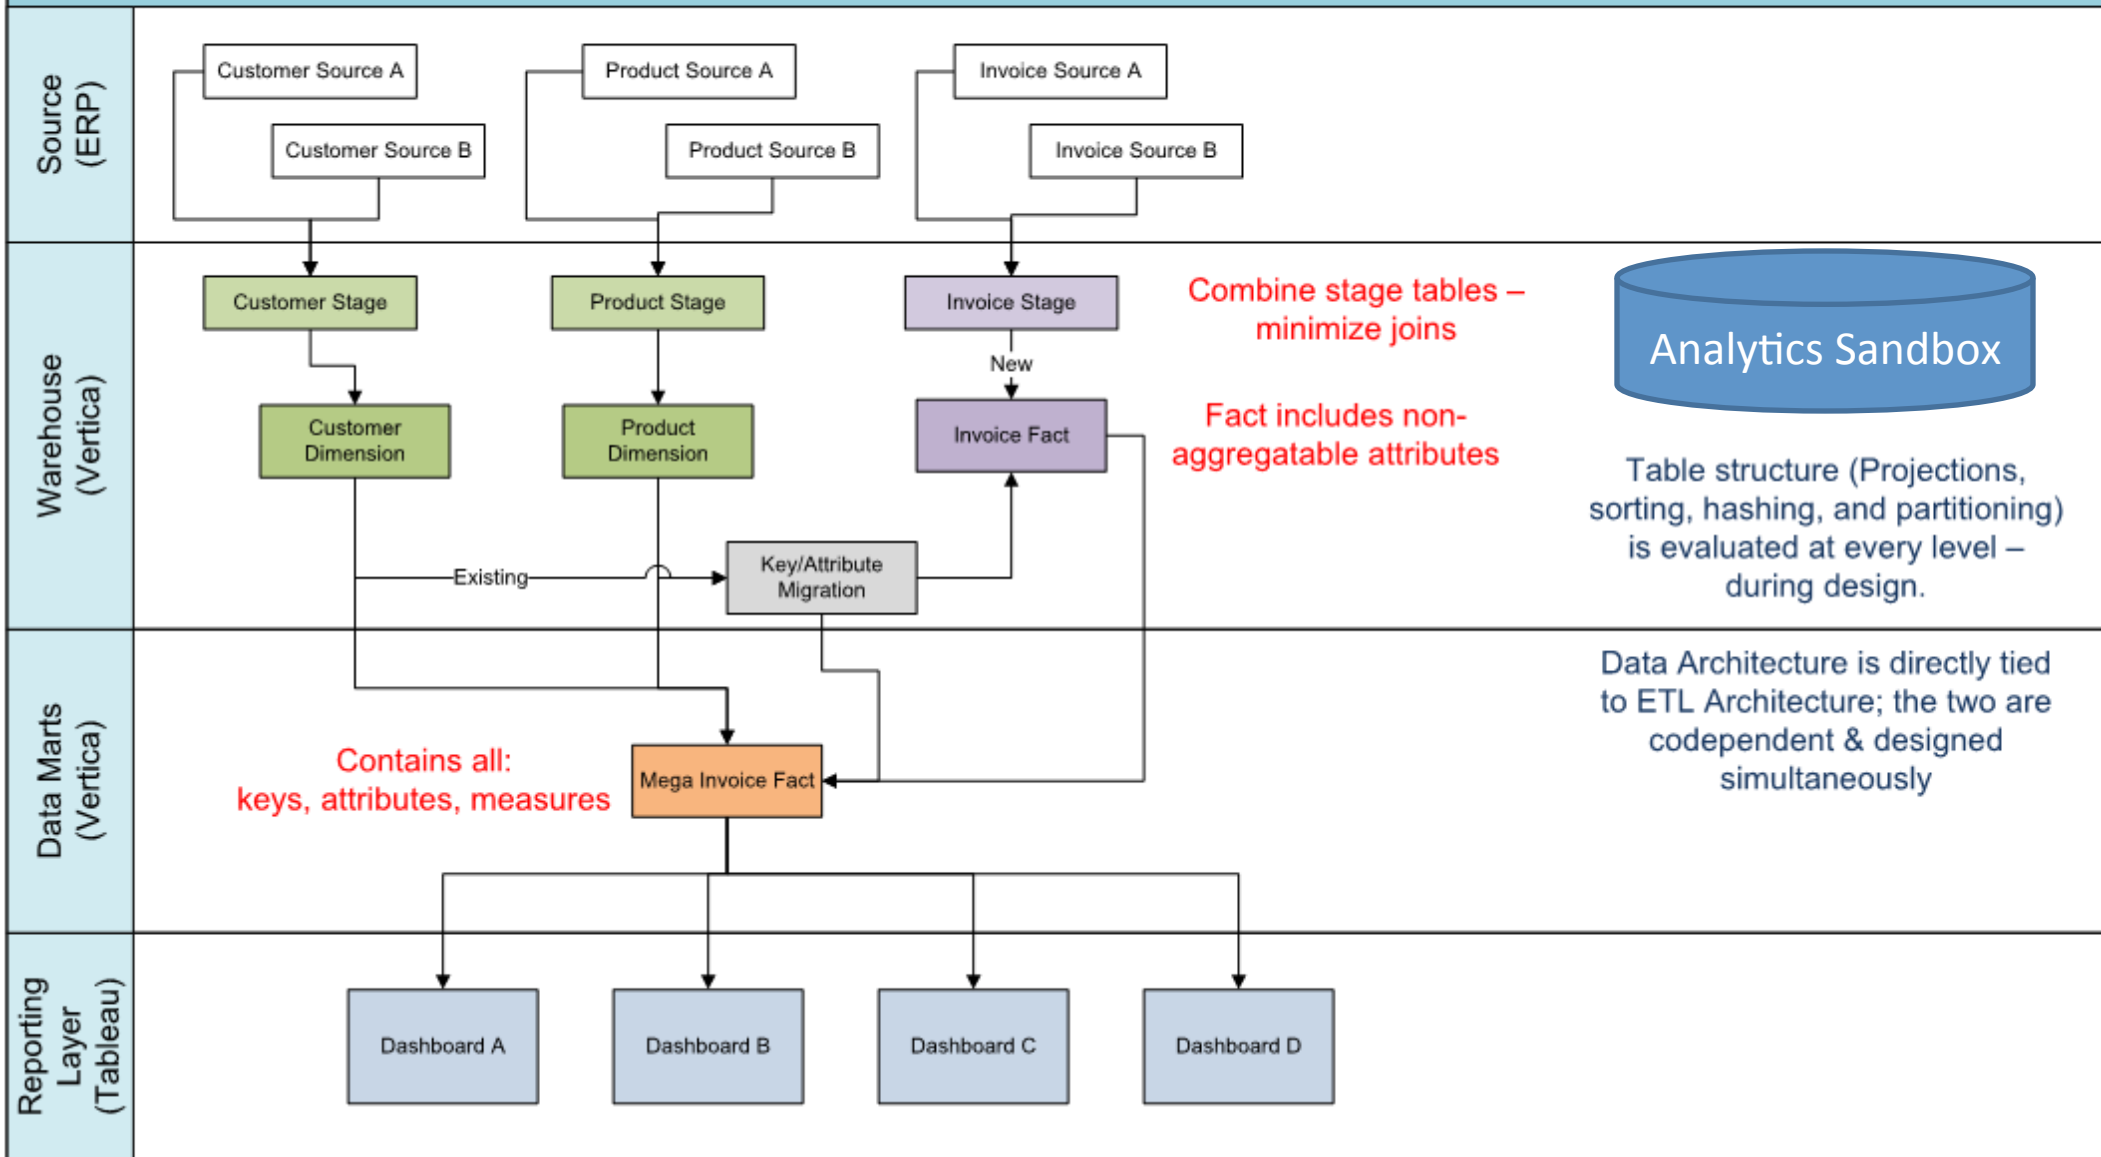 Source
(ERP)
Customer Source A
Product Source A
Invoice Source A
Customer Source B
Product Source B
Invoice Source B
Warehouse
(Vertica)
Customer Stage
Product Stage
Invoice Stage
Combine stage tables –
minimize joins
Analytics Sandbox
New
Customer
Dimension
Product
Dimension
Invoice Fact
Fact includes non-
aggregatable attributes
Table structure (Projections,
sorting, hashing, and partitioning)
is evaluated at every level –
during design.
Existing
Key/Attribute
Migration
Data Marts
(Vertica)
Data Architecture is directly tied
to ETL Architecture; the two are
codependent & designed
simultaneously
Contains all:
keys, attributes, measures
Mega Invoice Fact
Reporting
Layer
(Tableau)
Dashboard A
Dashboard B
Dashboard C
Dashboard D